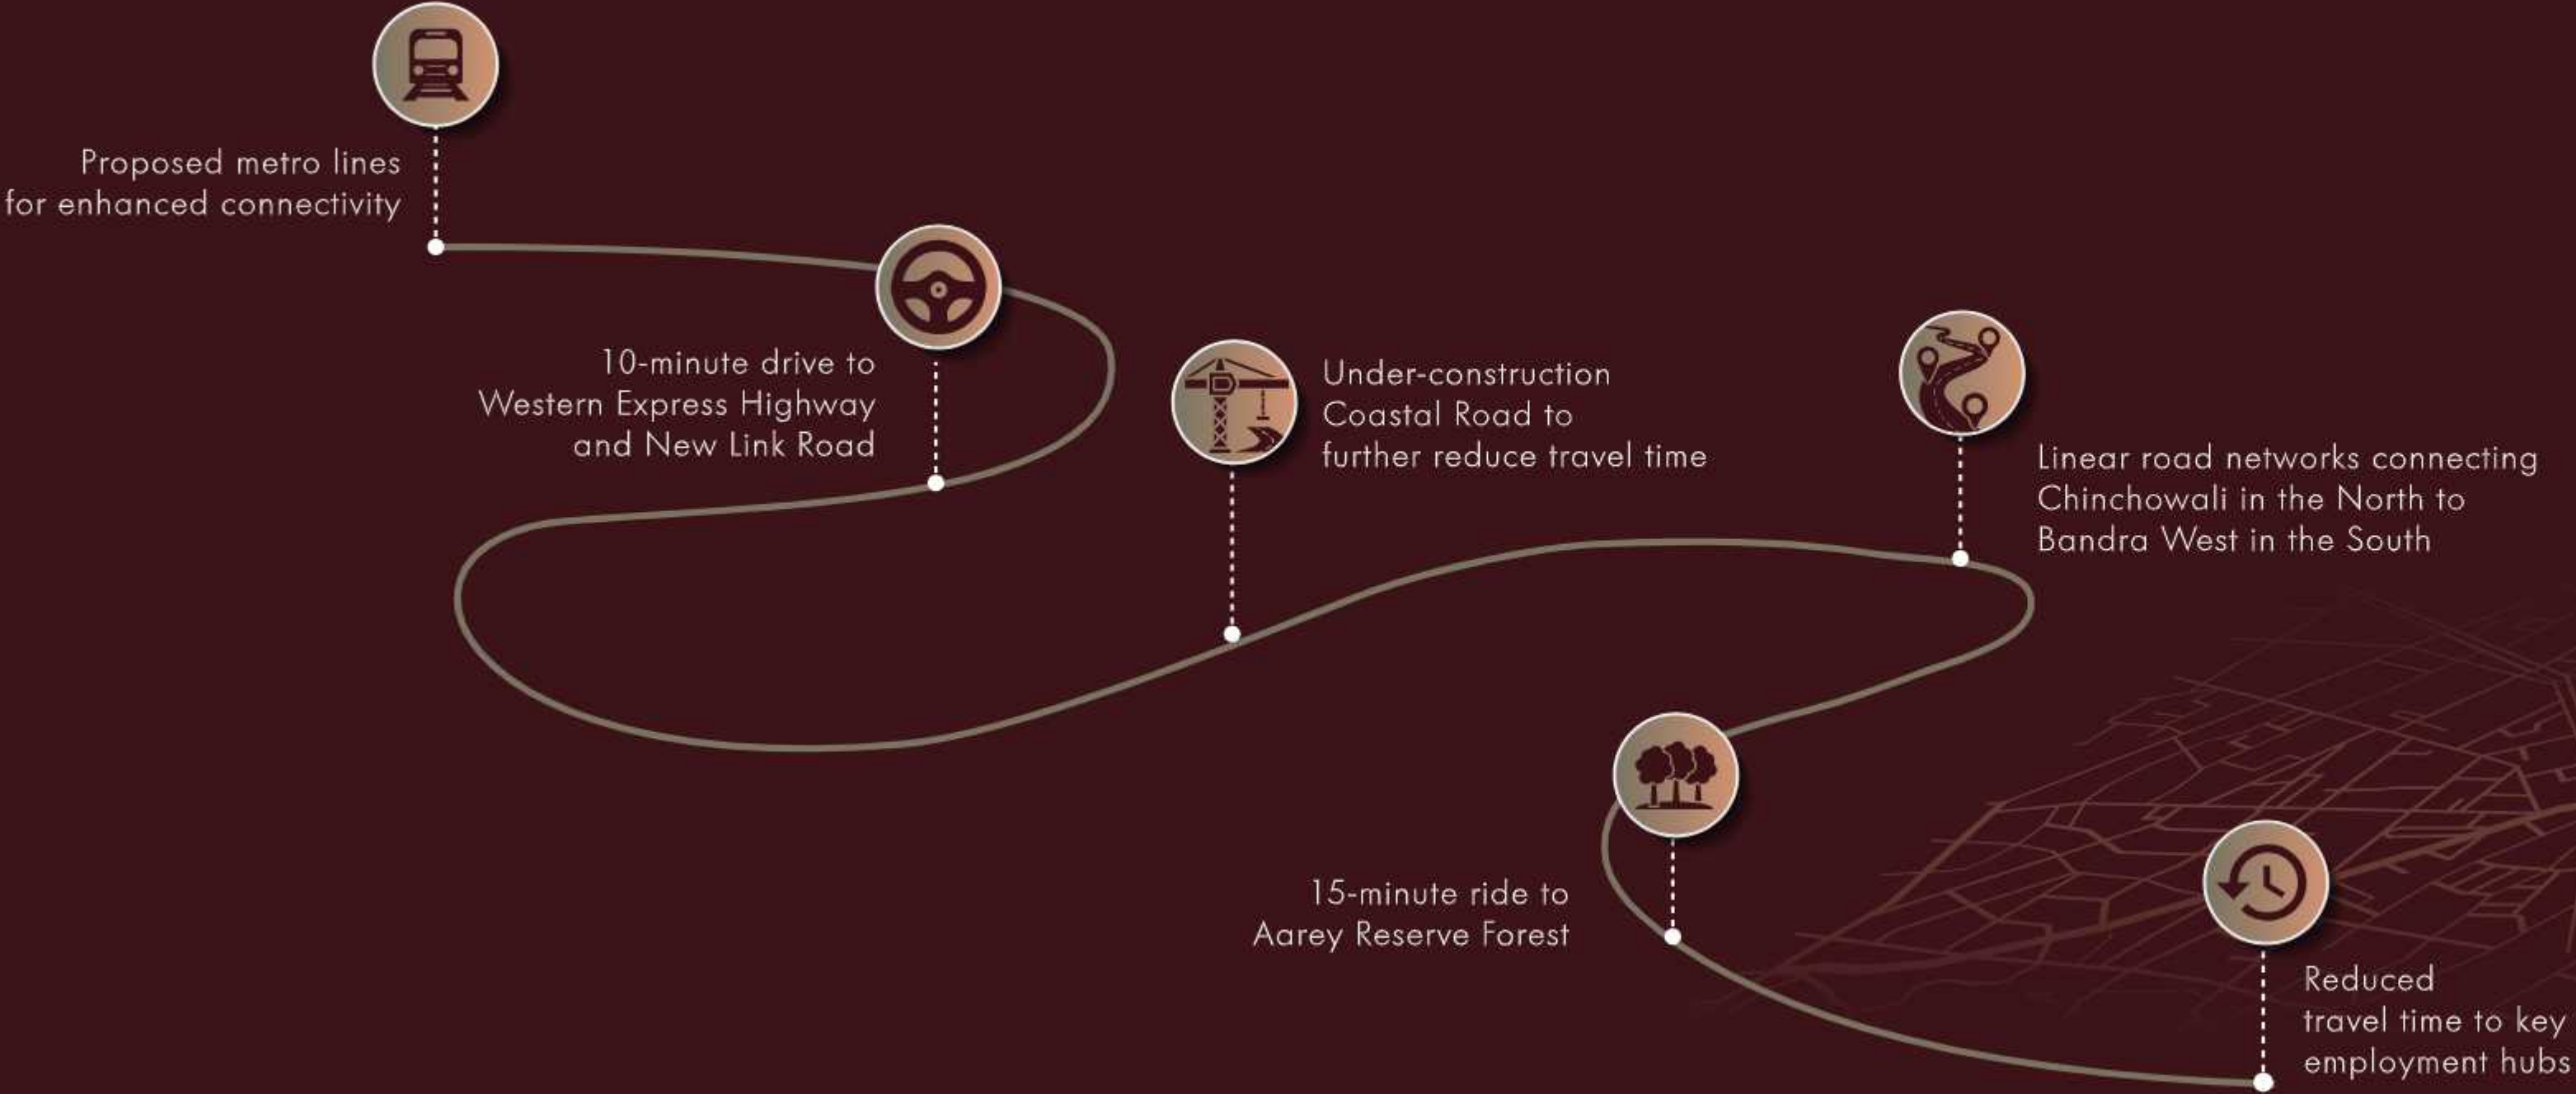 Proposed metro lines
for enhanced connectivity
10-minute drive to
Western Express Highway
and New Link Road
Under-construction
Coastal Road to
further reduce travel time
Linear road networks connecting
Chinchowali in the North to
Bandra West in the South
15-minute ride to
Aarey Reserve Forest
Reduced
travel time to key
employment hubs